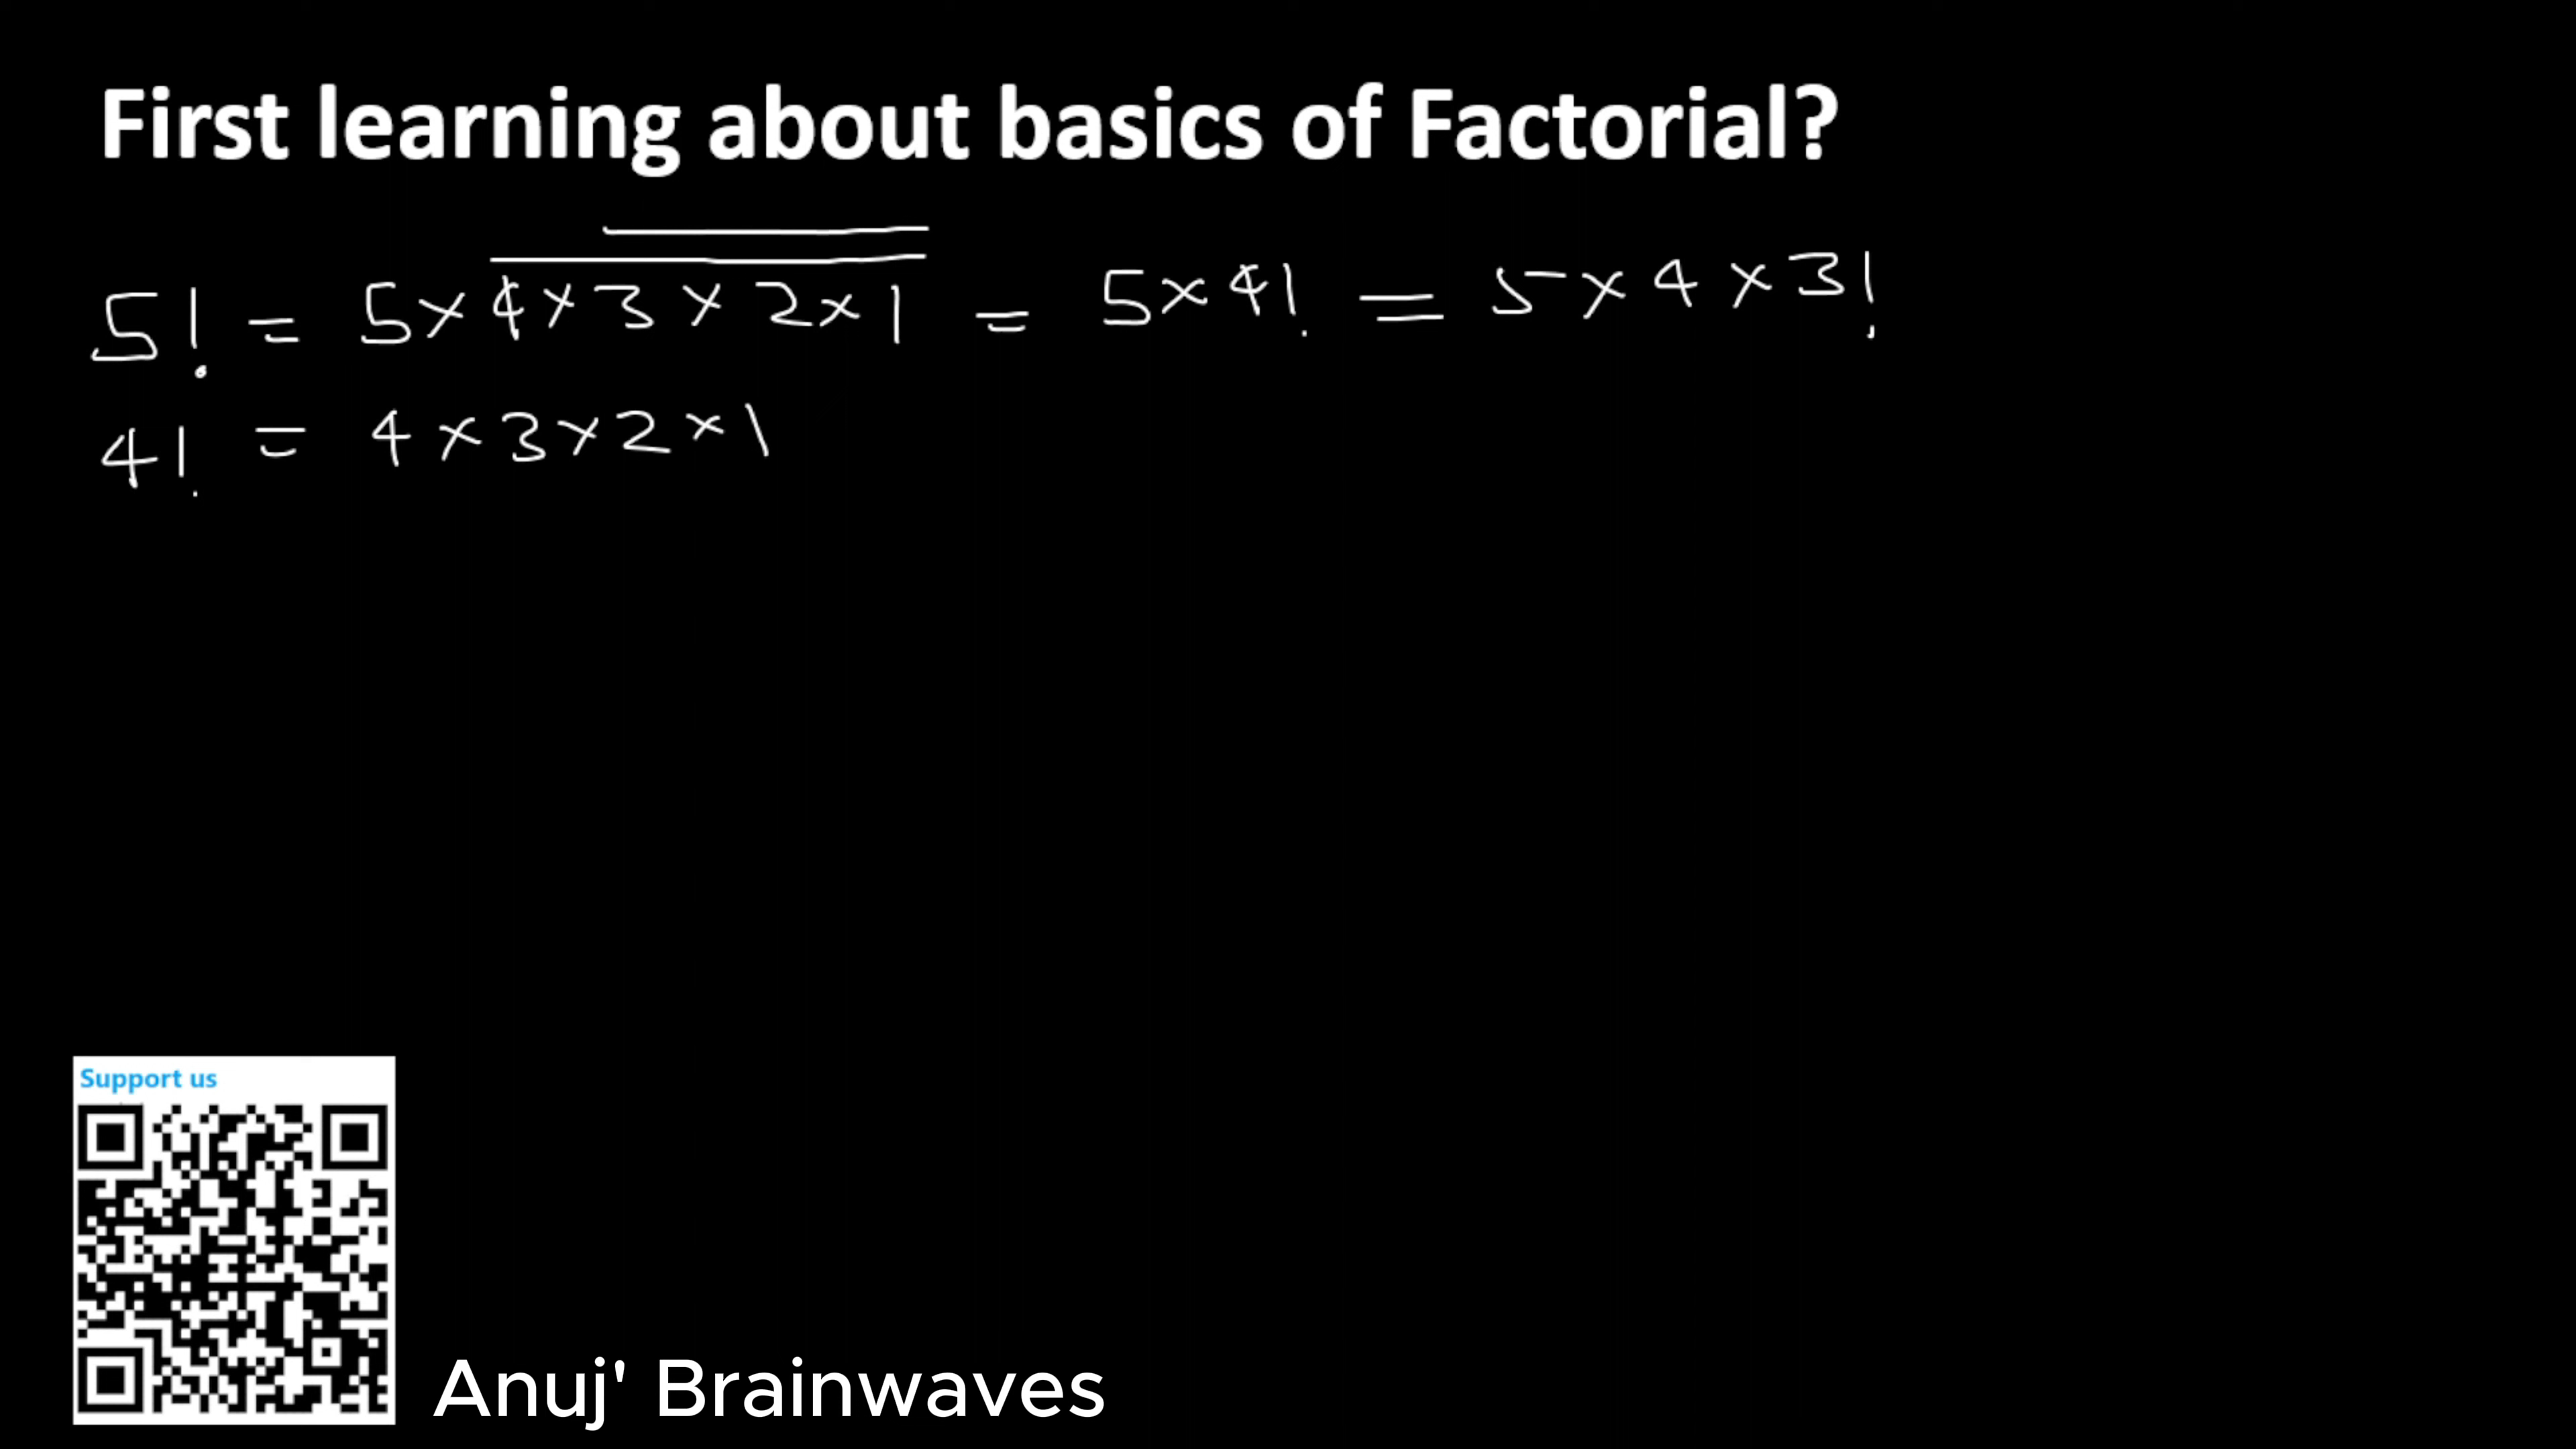 First learning about basics of Factorial?
5! = 5 × 4 × 3 × 2 × 1 = 5 × 4! = 5 × 4 × 3!
4! = 4 × 3 × 2 × 1
Support us
Anuj' Brainwaves